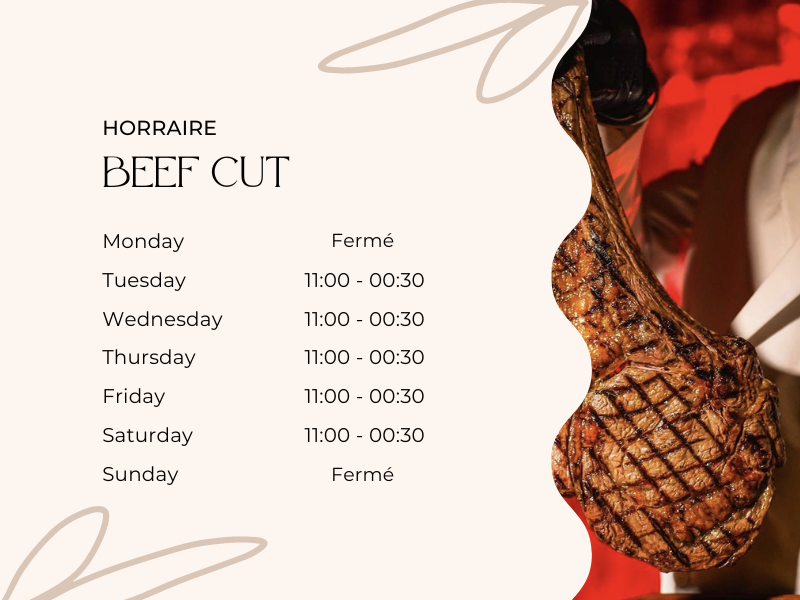 HORRAIRE
BEEF CUT
Monday Fermé
Tuesday 11:00 - 00:30
Wednesday 11:00 - 00:30
Thursday 11:00 - 00:30
Friday 11:00 - 00:30
Saturday 11:00 - 00:30
Sunday Fermé